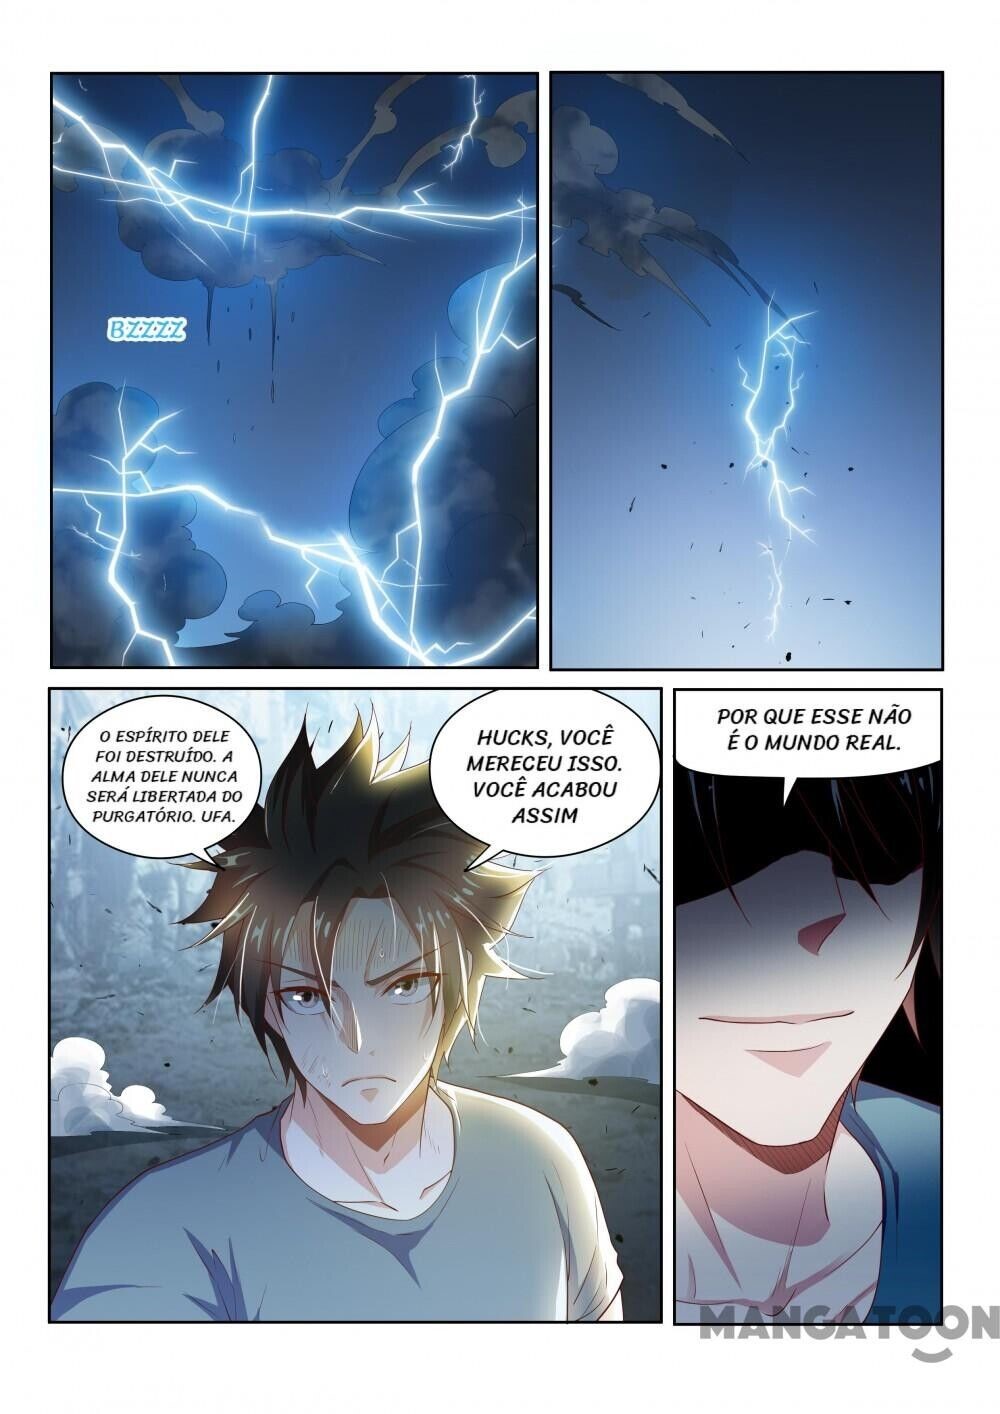 BZZZZ
O ESPÍRITO DELE
FOI DESTRUÍDO. A
ALMA DELE NUNCA
SERÁ LIBERTADA DO
PURGATÓRIO. UFA.
HUCKS, VOCÊ
MERECEU ISSO.
VOCÊ ACABOU
ASSIM
POR QUE ESSE NÃO
É O MUNDO REAL.
MANGATOON